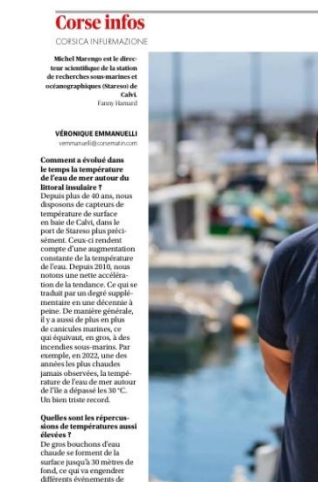 Corse infos
CORSICA INFURMAZIONE
Michel Marengo est le direc-
teur scientifique de la station
de recherches sous-marines et
océanographiques (Stareso) de
Calvi.
Fanny Hamard
VÉRONIQUE EMMANUELLI
vemmanuelli@corsematin.com
Comment a évolué dans
le temps la température
de l'eau de mer autour du
littoral insulaire ?
Depuis plus de 40 ans, nous
disposons de capteurs de
température de surface
en baie de Calvi, dans le
port de Stareso plus préci-
sément. Ceux-ci rendent
compte d'une augmentation
constante de la température
de l'eau. Depuis 2010, nous
notons une nette accéléra-
tion de la tendance. Ce qui se
traduit par un degré supplé-
mentaire en une décennie à
peine. De manière générale,
il y a aussi de plus en plus
de canicules marines, ce
qui équivaut, en gros, à des
incendies sous-marins. Par
exemple, en 2022, une des
années les plus chaudes
jamais observées, la tempé-
rature de l'eau de mer autour
de l'île a dépassé les 30 °C.
Un bien triste record.
Quelles sont les répercus-
sions de températures aussi
élevées ?
De gros bouchons d'eau
chaude se forment de la
surface jusqu'à 30 mètres de
fond, ce qui va engendrer
différents événements de